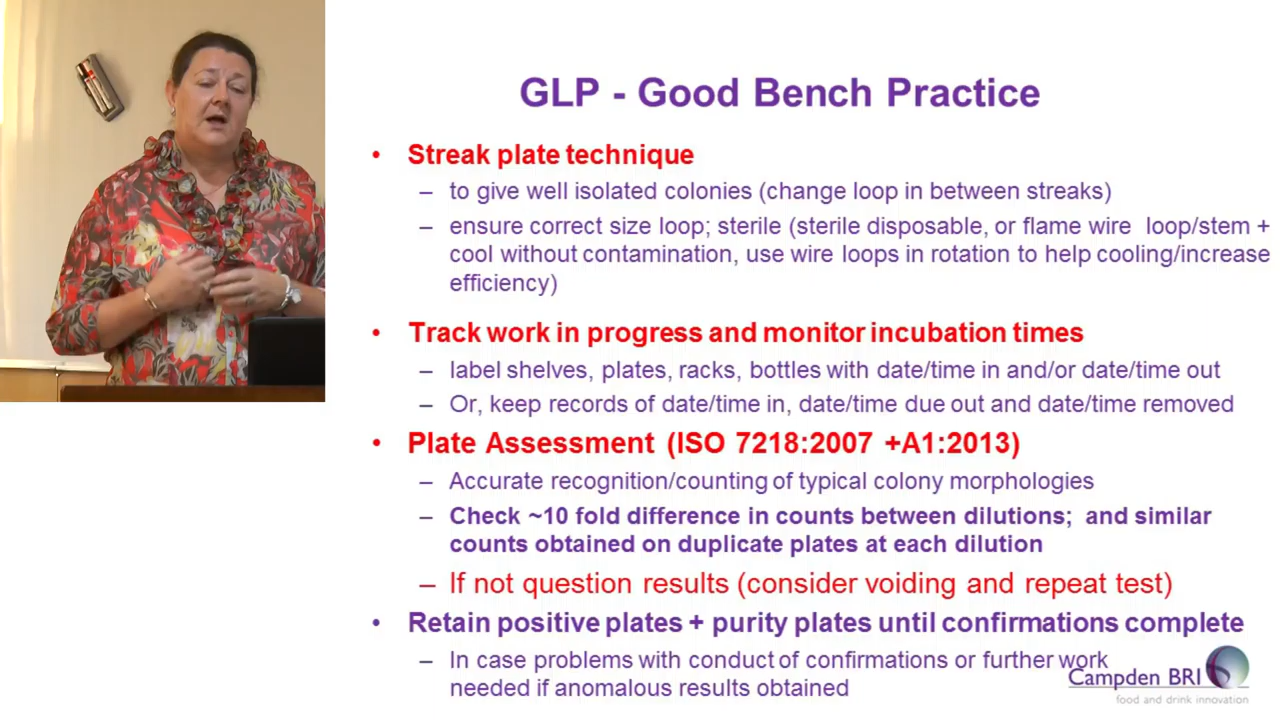 GLP - Good Bench Practice
• Streak plate technique
– to give well isolated colonies (change loop in between streaks)
– ensure correct size loop; sterile (sterile disposable, or flame wire loop/stem +
cool without contamination, use wire loops in rotation to help cooling/increase
efficiency)
• Track work in progress and monitor incubation times
– label shelves, plates, racks, bottles with date/time in and/or date/time out
– Or, keep records of date/time in, date/time due out and date/time removed
• Plate Assessment (ISO 7218:2007 +A1:2013)
– Accurate recognition/counting of typical colony morphologies
– Check ~10 fold difference in counts between dilutions; and similar
counts obtained on duplicate plates at each dilution
– If not question results (consider voiding and repeat test)
• Retain positive plates + purity plates until confirmations complete
– In case problems with conduct of confirmations or further work
needed if anomalous results obtained
Campden BRI
food and drink innovation